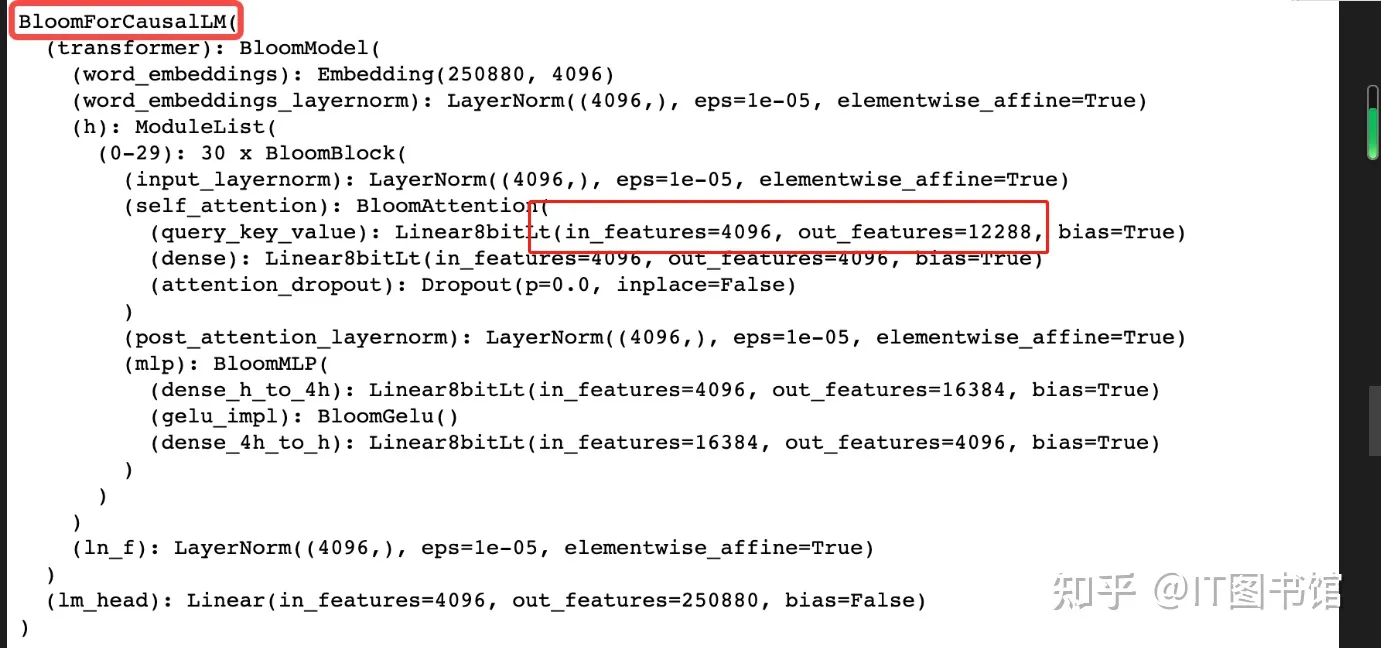 BloomForCausalLM(
  (transformer): BloomModel(
    (word_embeddings): Embedding(250880, 4096)
    (word_embeddings_layernorm): LayerNorm((4096,), eps=1e-05, elementwise_affine=True)
    (h): ModuleList(
      (0-29): 30 x BloomBlock(
        (input_layernorm): LayerNorm((4096,), eps=1e-05, elementwise_affine=True)
        (self_attention): BloomAttention(
          (query_key_value): Linear8bitLt(in_features=4096, out_features=12288, bias=True)
          (dense): Linear8bitLt(in_features=4096, out_features=4096, bias=True)
          (attention_dropout): Dropout(p=0.0, inplace=False)
        )
        (post_attention_layernorm): LayerNorm((4096,), eps=1e-05, elementwise_affine=True)
        (mlp): BloomMLP(
          (dense_h_to_4h): Linear8bitLt(in_features=4096, out_features=16384, bias=True)
          (gelu_impl): BloomGelu()
          (dense_4h_to_h): Linear8bitLt(in_features=16384, out_features=4096, bias=True)
        )
      )
    )
    (ln_f): LayerNorm((4096,), eps=1e-05, elementwise_affine=True)
  )
  (lm_head): Linear(in_features=4096, out_features=250880, bias=False)
)
知乎 @IT图书馆